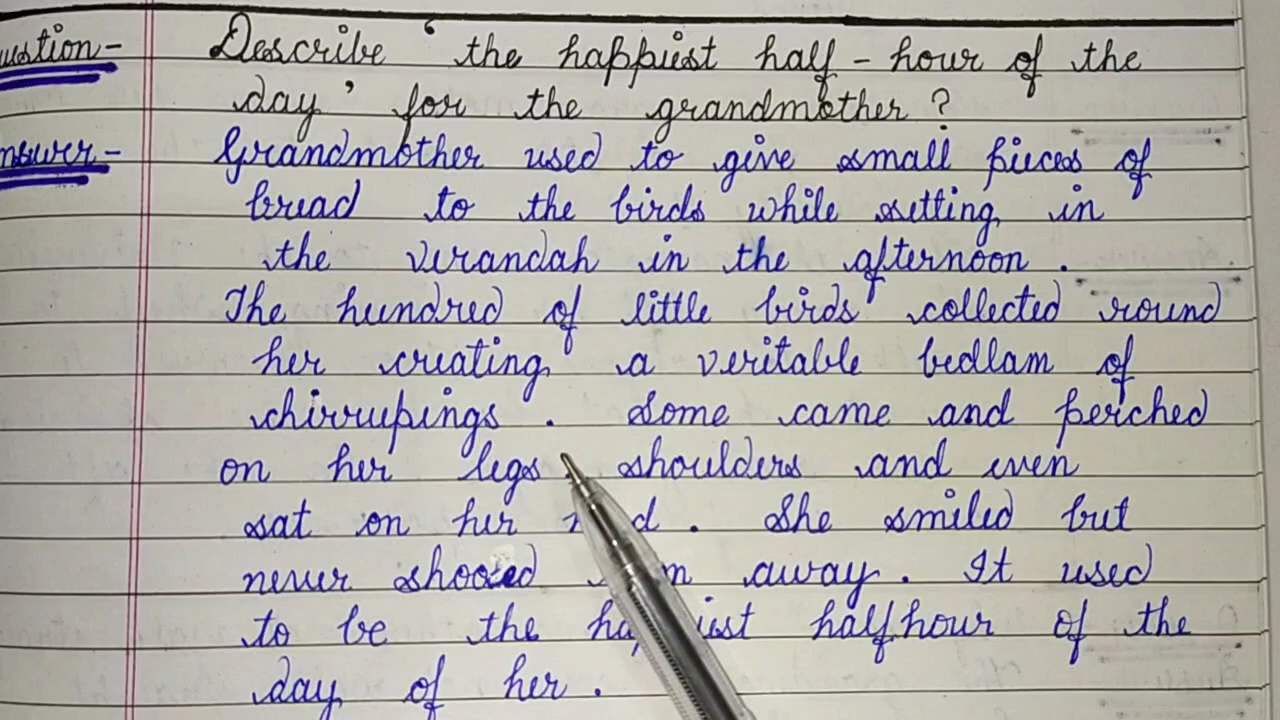 uestion - Describe ' the happiest half - hour of the
day ' for the grandmother ?
nswer - Grandmother used to give small pieces of
bread to the birds while setting in
the verandah in the afternoon .
The hundred of little birds collected round
her creating a veritable bedlam of
chirrupings . Some came and perched
on her legs shoulders and even
sat on her . She smiled but
never shooed away . It used
to be the half hour of the
day of her .